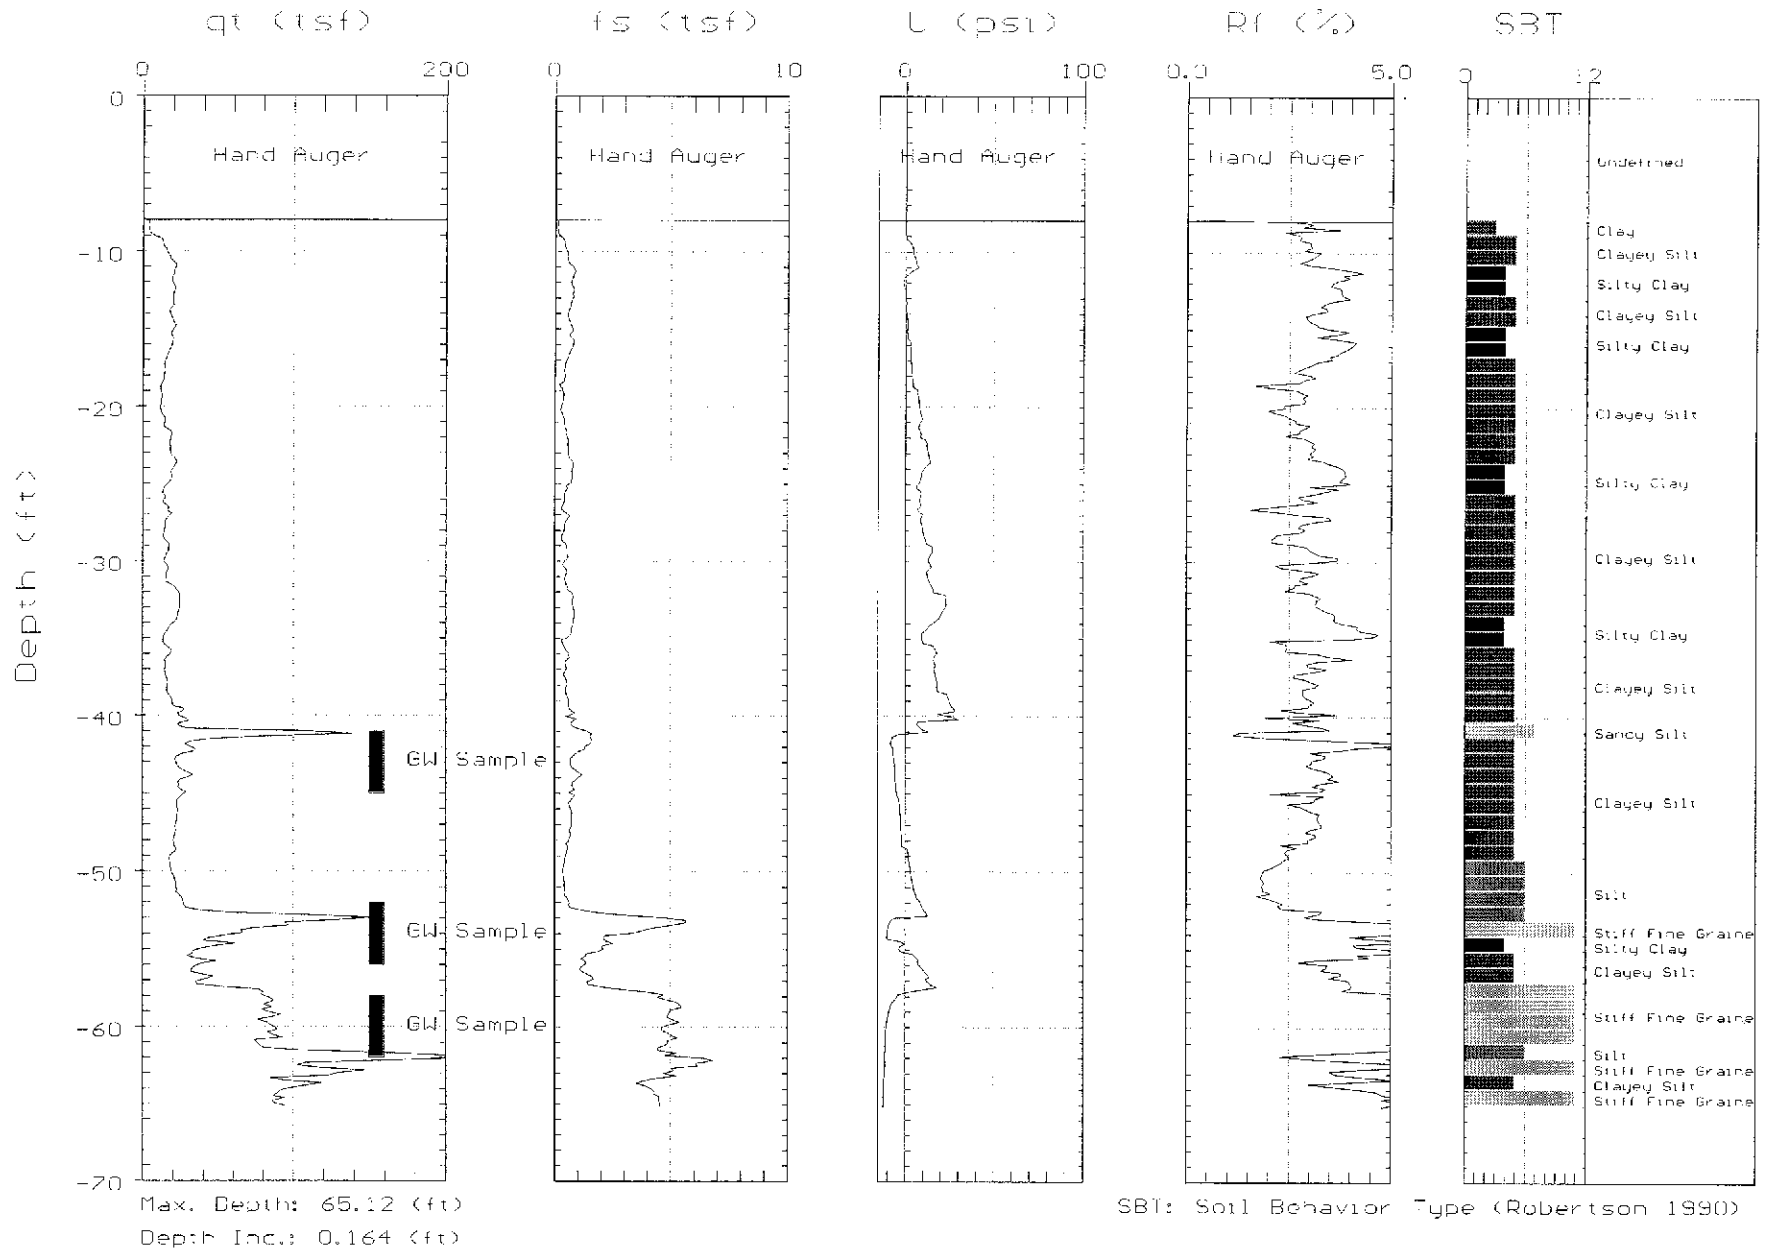 qt (tsf)
fs (tsf)
U (psi)
Rf (%)
SBT
0 200
0 10
0 100
0.0 5.0
0 12
Depth (ft)
0
-10
-20
-30
-40
-50
-60
-70
Hand Auger
Hand Auger
Hand Auger
Hand Auger
Undefined
Clay
Clayey Silt
Silty Clay
Clayey Silt
Silty Clay
Clayey Silt
Silty Clay
Clayey Silt
Silty Clay
Clayey Silt
Sandy Silt
Clayey Silt
Silt
Stiff Fine Graine
Silty Clay
Clayey Silt
Stiff Fine Graine
Silt
Stiff Fine Graine
Clayey Silt
Stiff Fine Graine
GW Sample
GW Sample
GW Sample
Max. Depth: 65.12 (ft)
Depth Inc.: 0.164 (ft)
SBT: Soil Behavior Type (Robertson 1990)